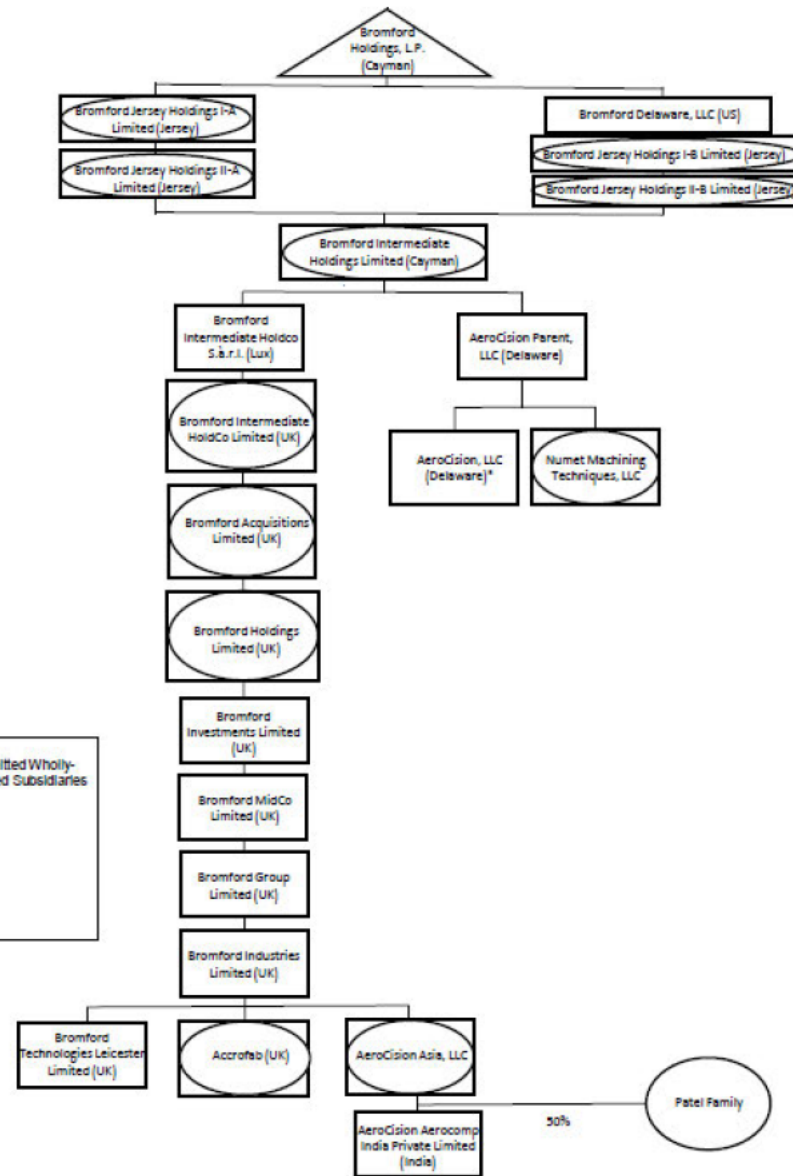 Bromford
Holdings, L.P.
(Cayman)
Bromford Jersey Holdings I-A
Limited (Jersey)
Bromford Delaware, LLC (US)
Bromford Jersey Holdings I-B Limited (Jersey)
Bromford Jersey Holdings II-A
Limited (Jersey)
Bromford Jersey Holdings II-B Limited (Jersey)
Bromford Intermediate
Holdings Limited (Cayman)
Bromford
Intermediate Holdco
S.à.r.l. (Lux)
AeroCision Parent,
LLC (Delaware)
Bromford Intermediate
HoldCo Limited (UK)
AeroCision, LLC
(Delaware)*
Numet Machining
Techniques, LLC
Bromford Acquisitions
Limited (UK)
Bromford Holdings
Limited (UK)
Bromford
Investments Limited
(UK)
Wholly-
Subsidiaries
Bromford MidCo
Limited (UK)
Bromford Group
Limited (UK)
Bromford Industries
Limited (UK)
Bromford
Technologies Leicester
Limited (UK)
Accrofab (UK)
AeroCision Asia, LLC
Patel Family
50%
AeroCision Aerocomp
India Private Limited
(India)